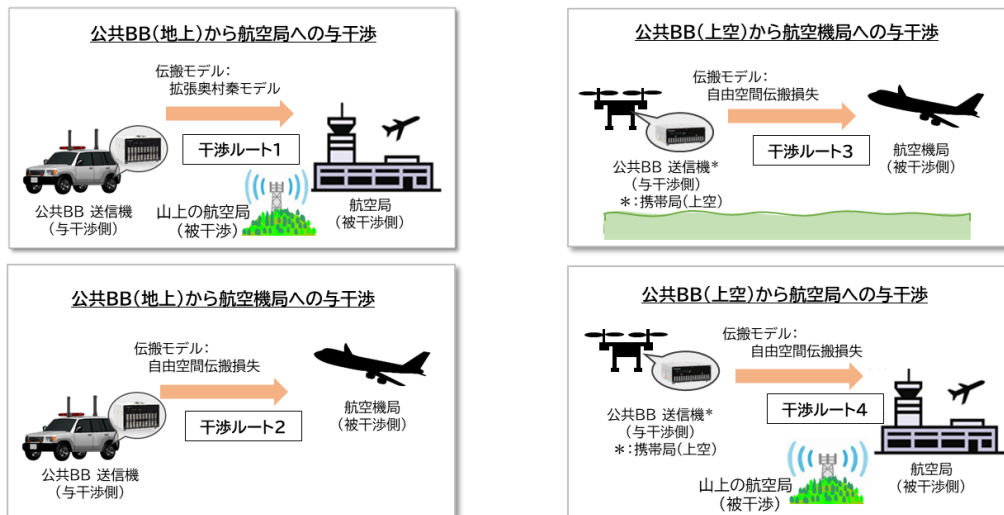 公共BB(地上)から航空局への与干渉
伝搬モデル:
拡張奥村秦モデル
干渉ルート1
公共BB 送信機
(与干渉側)
山上の航空局
(被干渉)
航空局
(被干渉側)
公共BB(地上)から航空機局への与干渉
伝搬モデル:
自由空間伝搬損失
干渉ルート2
公共BB 送信機
(与干渉側)
航空機局
(被干渉側)
公共BB(上空)から航空機局への与干渉
伝搬モデル:
自由空間伝搬損失
干渉ルート3
公共BB 送信機*
(与干渉側)
*:携帯局(上空)
航空機局
(被干渉側)
公共BB(上空)から航空局への与干渉
伝搬モデル:
自由空間伝搬損失
干渉ルート4
公共BB 送信機*
(与干渉側)
*:携帯局(上空)
山上の航空局
(被干渉)
航空局
(被干渉側)